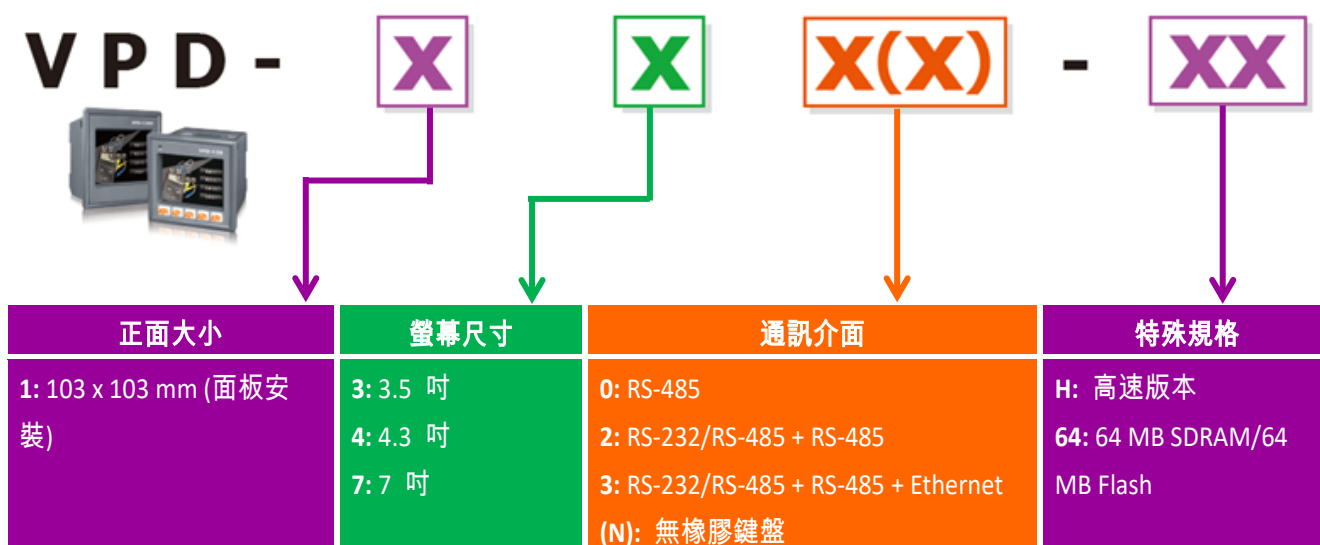 VPD- X X X(X) - XX
正面大小
1: 103 x 103 mm (面板安
裝)
螢幕尺寸
3: 3.5 吋
4: 4.3 吋
7: 7 吋
通訊介面
0: RS-485
2: RS-232/RS-485 + RS-485
3: RS-232/RS-485 + RS-485 + Ethernet
(N): 無橡膠鍵盤
特殊規格
H: 高速版本
64: 64 MB SDRAM/64
MB Flash